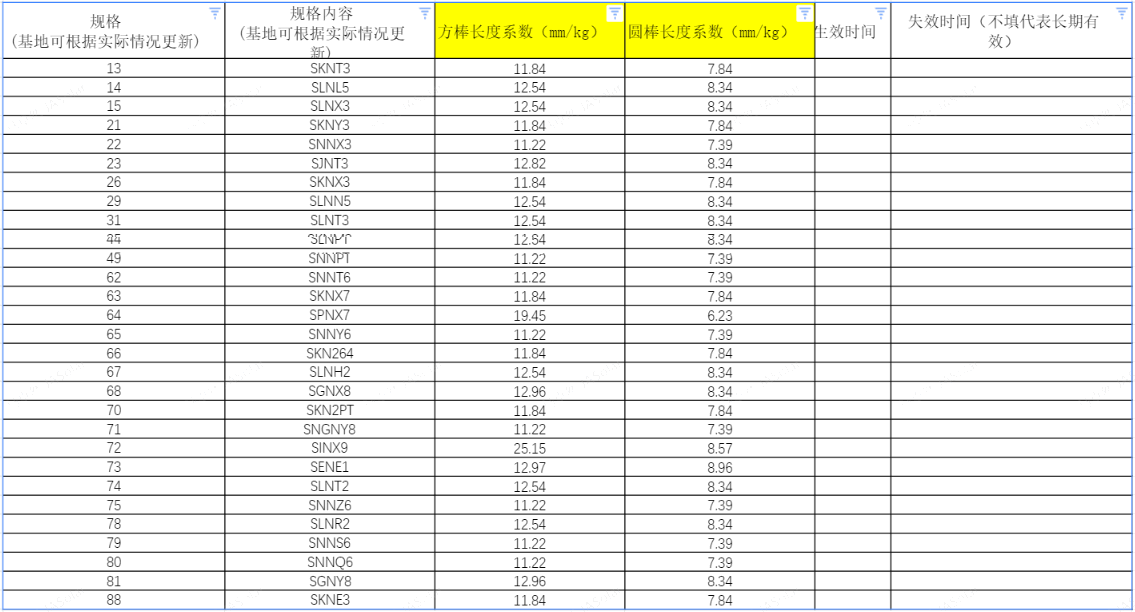 规格
(基地可根据实际情况更新)
规格内容
(基地可根据实际情况更
新)
方棒长度系数（mm/kg）
圆棒长度系数（mm/kg）
生效时间
失效时间（不填代表长期有
效）
13 SKNT3 11.84 7.84
14 SLNL5 12.54 8.34
15 SLNX3 12.54 8.34
21 SKNY3 11.84 7.84
22 SNNX3 11.22 7.39
23 SJNT3 12.82 8.34
26 SKNX3 11.84 7.84
29 SLNN5 12.54 8.34
31 SLNT3 12.54 8.34
12.54 8.34
49 SNNPT 11.22 7.39
62 SNNT6 11.22 7.39
63 SKNX7 11.84 7.84
64 SPNX7 19.45 6.23
65 SNNY6 11.22 7.39
66 SKN264 11.84 7.84
67 SLNH2 12.54 8.34
68 SGNX8 12.96 8.34
70 SKN2PT 11.84 7.84
71 SNGNY8 11.22 7.39
72 SINX9 25.15 8.57
73 SENE1 12.97 8.96
74 SLNT2 12.54 8.34
75 SNNZ6 11.22 7.39
78 SLNR2 12.54 8.34
79 SNNS6 11.22 7.39
80 SNNQ6 11.22 7.39
81 SGNY8 12.96 8.34
88 SKNE3 11.84 7.84